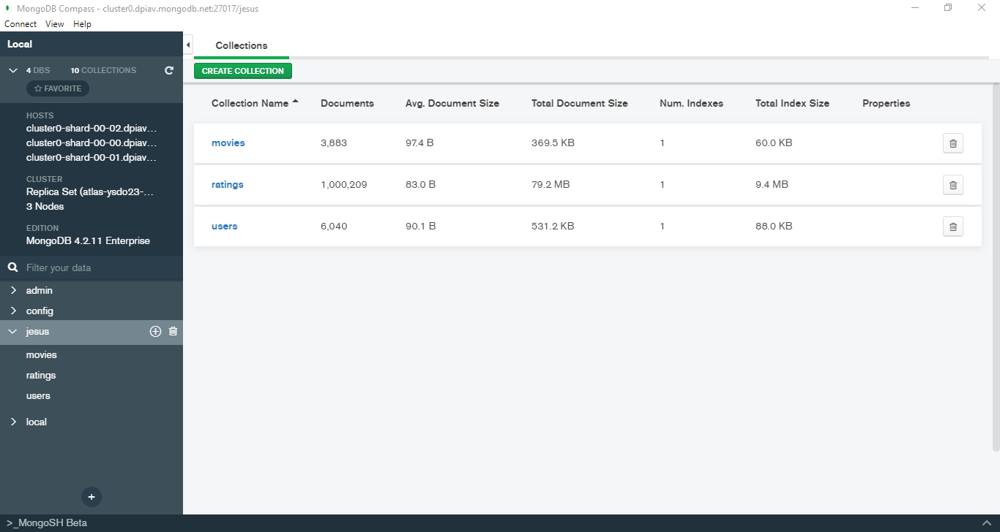 MongoDB Compass - cluster0.dpiav.mongodb.net:27017/jesus
Connect View Help
Local
4 DBS 10 COLLECTIONS
FAVORITE
HOSTS
cluster0-shard-00-02.dpiav...
cluster0-shard-00-00.dpiav...
cluster0-shard-00-01.dpiav...
CLUSTER
Replica Set (atlas-ysdo23-...
3 Nodes
EDITION
MongoDB 4.2.11 Enterprise
Filter your data
admin
config
jesus
movies
ratings
users
local
>_MongoSH Beta
Collections
CREATE COLLECTION
Collection Name Documents Avg. Document Size Total Document Size Num. Indexes Total Index Size Properties
movies 3,883 97.4 B 369.5 KB 1 60.0 KB
ratings 1,000,209 83.0 B 79.2 MB 1 9.4 MB
users 6,040 90.1 B 531.2 KB 1 88.0 KB